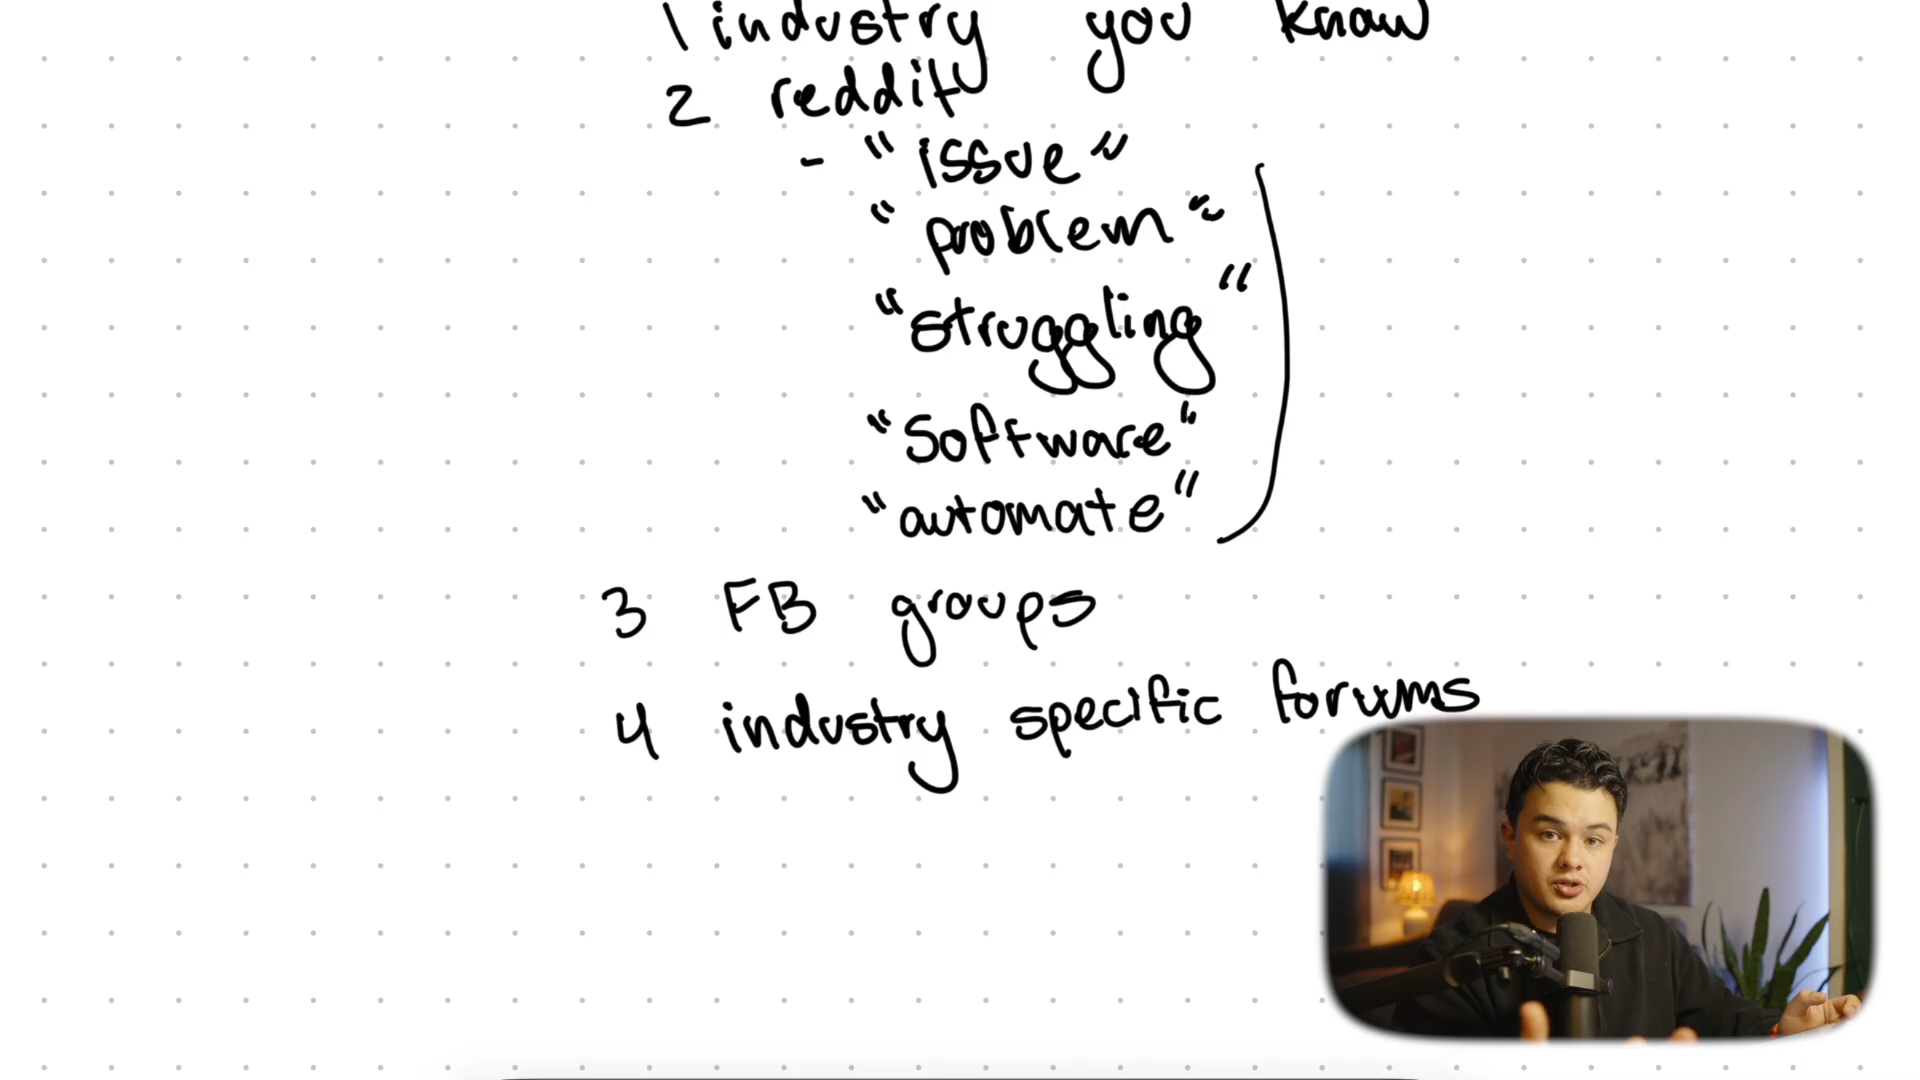 1 industry you know
2 reddit
- "issue"
"problem"
"struggling"
"Software"
"automate"
3 FB groups
4 industry specific forums